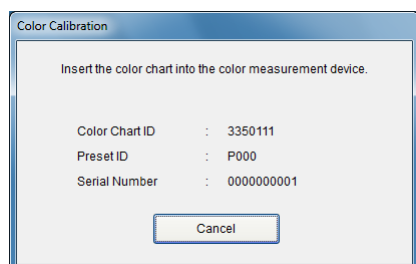 Color Calibration
Insert the color chart into the color measurement device.
Color Chart ID : 3350111
Preset ID : P000
Serial Number : 0000000001
Cancel